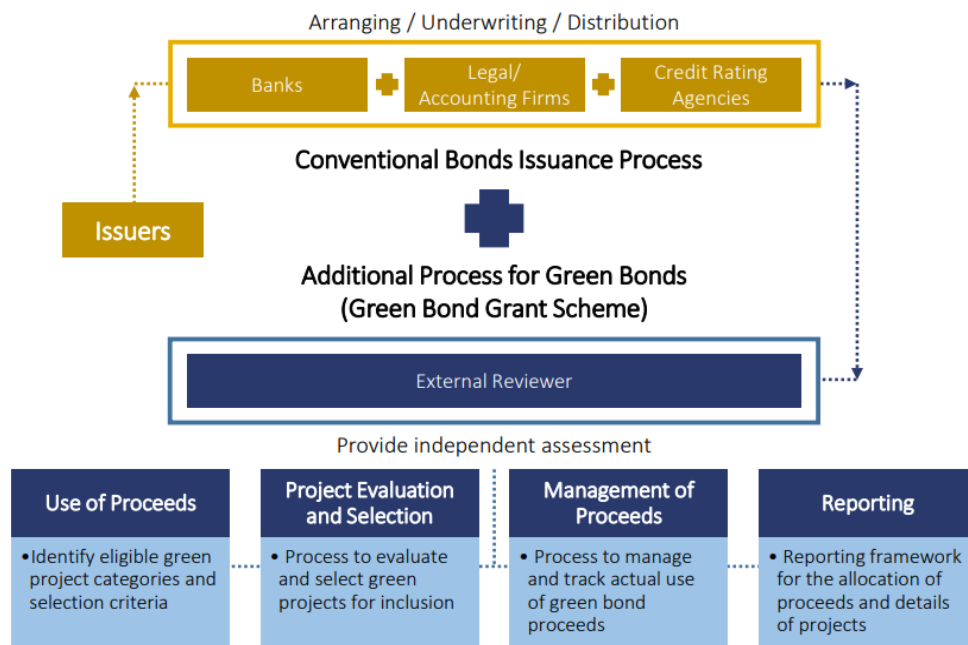 Arranging / Underwriting / Distribution
Banks
Legal/
Accounting Firms
Credit Rating
Agencies
Conventional Bonds Issuance Process
Issuers
Additional Process for Green Bonds
(Green Bond Grant Scheme)
External Reviewer
Provide independent assessment
Use of Proceeds
•Identify eligible green
project categories and
selection criteria
Project Evaluation
and Selection
• Process to evaluate
and select green
projects for inclusion
Management of
Proceeds
• Process to manage
and track actual use
of green bond
proceeds
Reporting
• Reporting framework
for the allocation of
proceeds and details
of projects